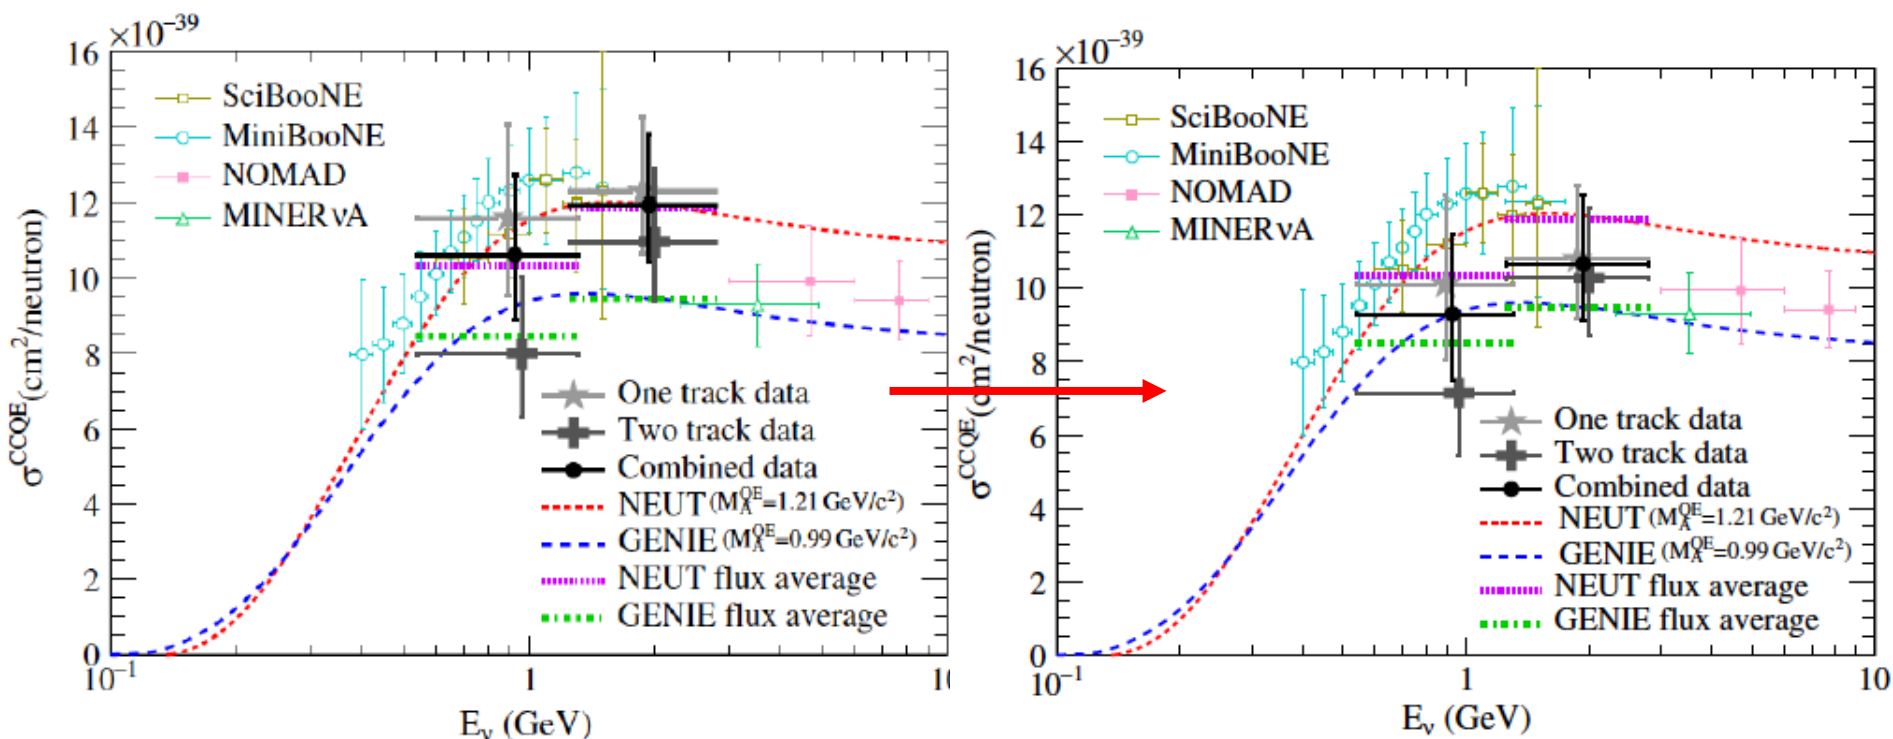 ×10⁻³⁹
16
14
12
10
8
6
4
2
0
σ^CCQE(cm²/neutron)
SciBooNE
MiniBooNE
NOMAD
MINERνA
One track data
Two track data
Combined data
NEUT (M_A^QE=1.21 GeV/c²)
GENIE (M_A^QE=0.99 GeV/c²)
NEUT flux average
GENIE flux average
10⁻¹
1
E_ν (GeV)
×10⁻³⁹
16
14
12
10
8
6
4
2
0
σ^CCQE(cm²/neutron)
SciBooNE
MiniBooNE
NOMAD
MINERνA
One track data
Two track data
Combined data
NEUT (M_A^QE=1.21 GeV/c²)
GENIE (M_A^QE=0.99 GeV/c²)
NEUT flux average
GENIE flux average
10⁻¹
1
10
E_ν (GeV)